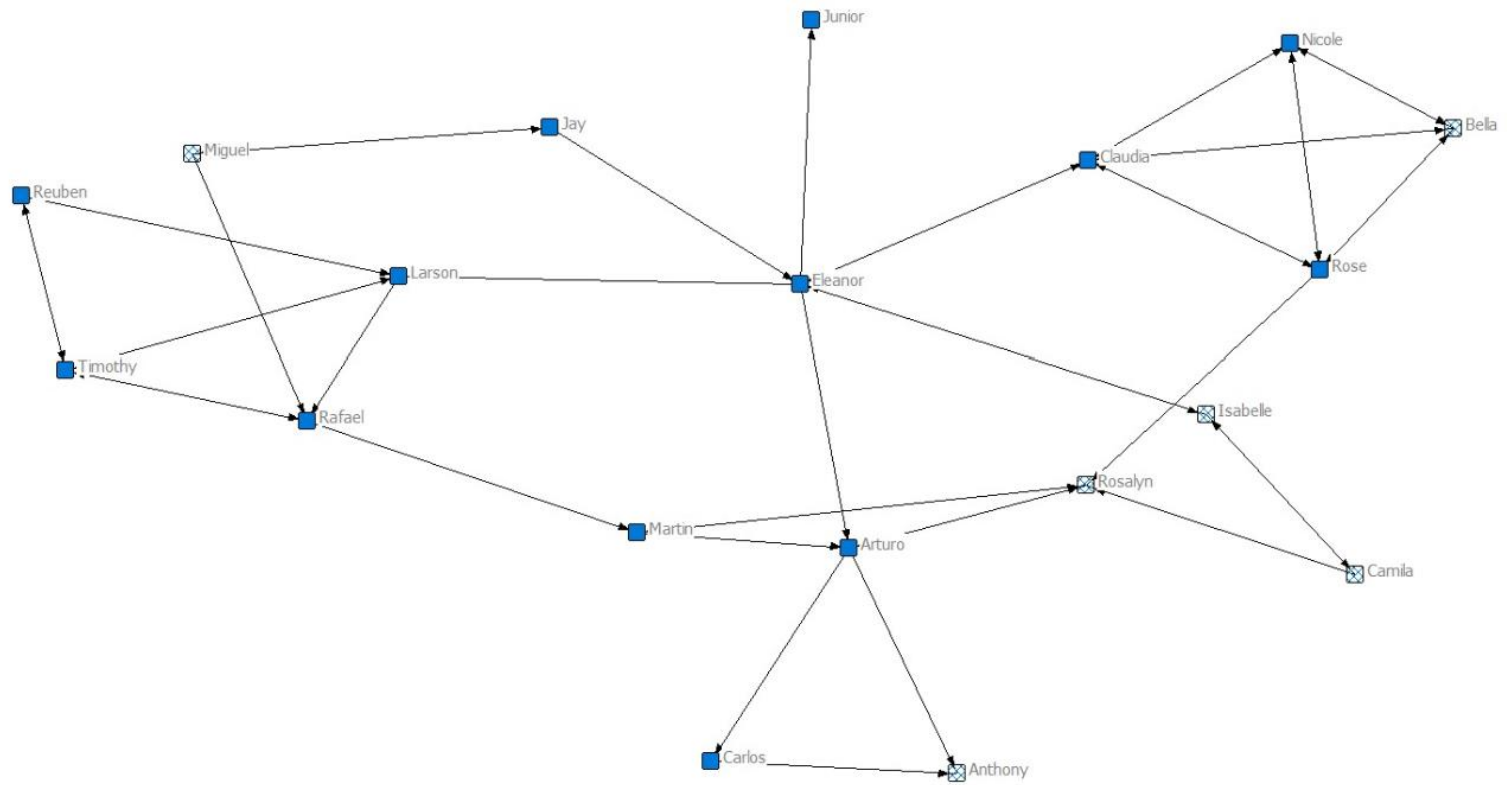 Junior
Nicole
Jay
Bella
Miguel
Claudia
Reuben
Rose
Larson
Eleanor
Timothy
Isabelle
Rafael
Rosalyn
Martin
Arturo
Camila
Carlos
Anthony